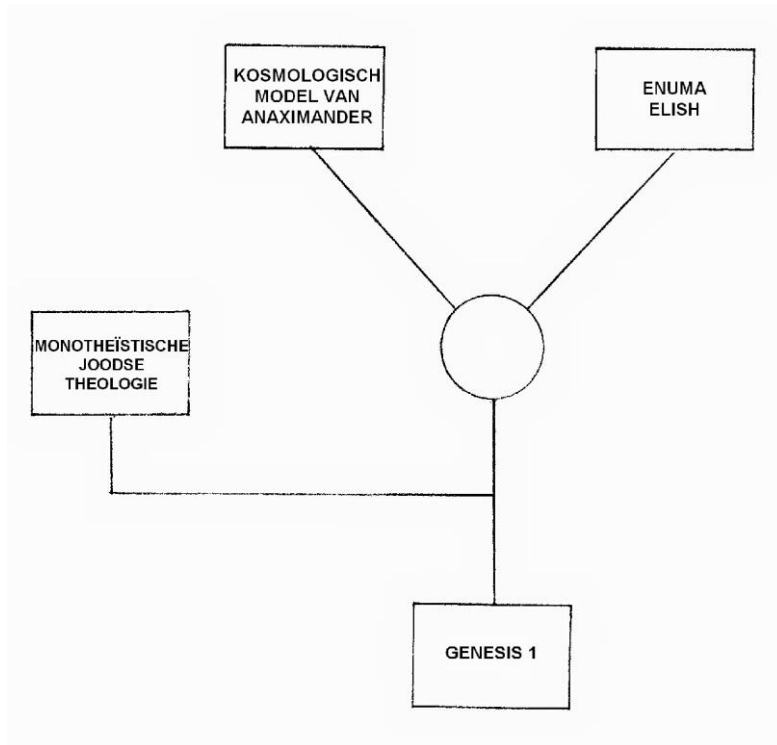 KOSMOLOGISCH
MODEL VAN
ANAXIMANDER
ENUMA
ELISH
MONOTHEÏSTISCHE
JOODSE
THEOLOGIE
GENESIS 1